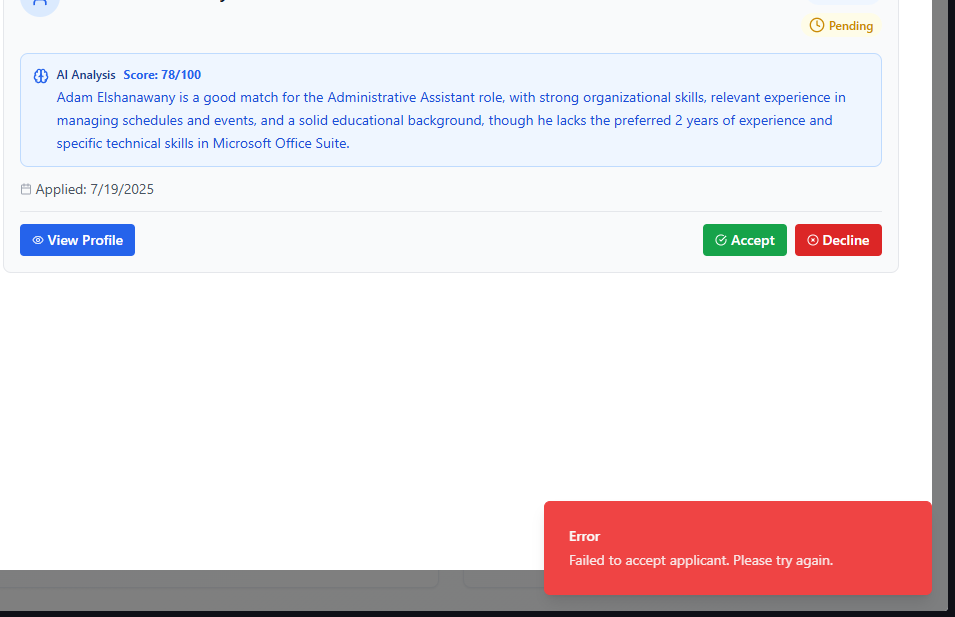 Pending
AI Analysis Score: 78/100
Adam Elshanawany is a good match for the Administrative Assistant role, with strong organizational skills, relevant experience in
managing schedules and events, and a solid educational background, though he lacks the preferred 2 years of experience and
specific technical skills in Microsoft Office Suite.
Applied: 7/19/2025
View Profile
Accept
Decline
Error
Failed to accept applicant. Please try again.